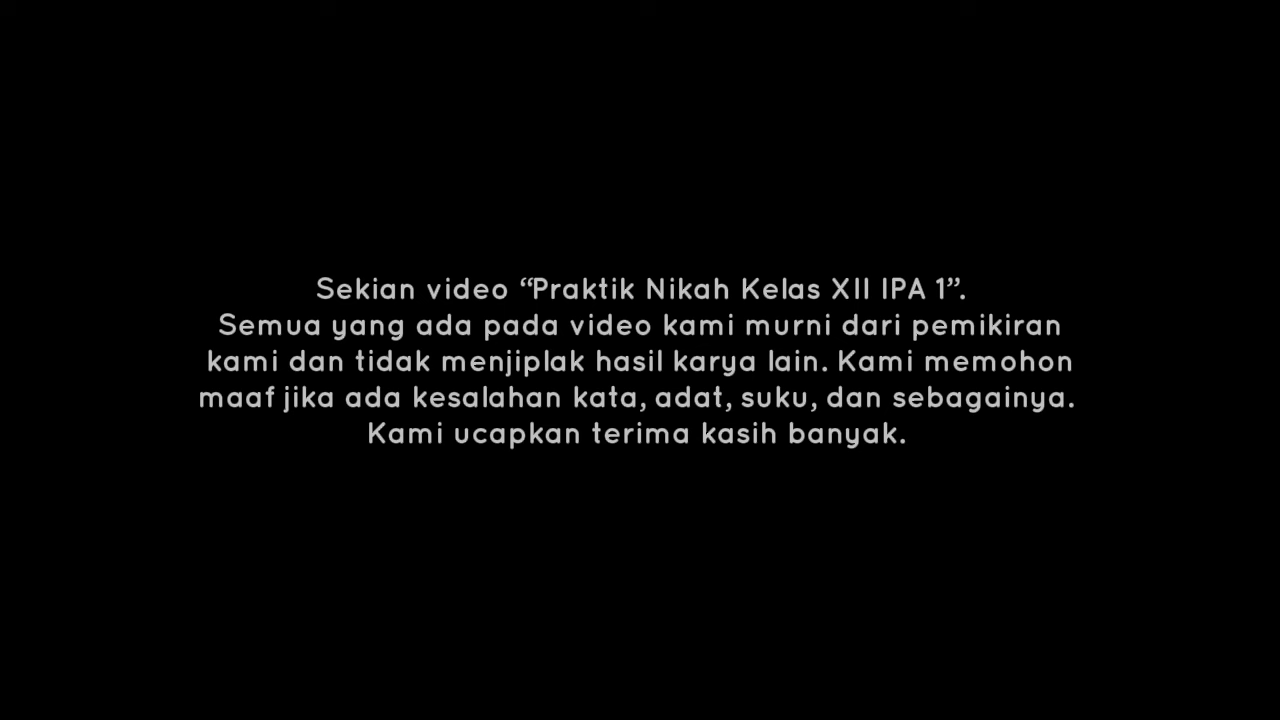 Sekian video “Praktik Nikah Kelas XII IPA 1”.
Semua yang ada pada video kami murni dari pemikiran
kami dan tidak menjiplak hasil karya lain. Kami memohon
maaf jika ada kesalahan kata, adat, suku, dan sebagainya.
Kami ucapkan terima kasih banyak.